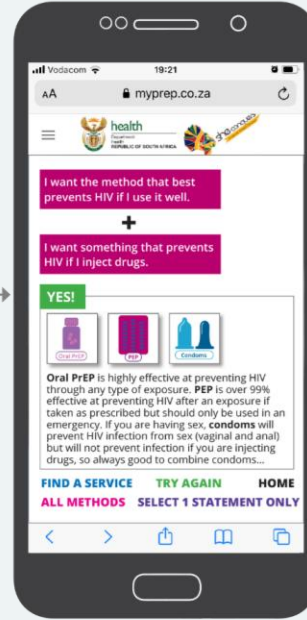 Vodacom
19:21
AA
myprep.co.za
health
Department:
Health
REPUBLIC OF SOUTH AFRICA
she conquers
I want the method that best
prevents HIV if I use it well.
+
I want something that prevents
HIV if I inject drugs.
YES!
Oral PrEP
PEP
Condoms
Oral PrEP is highly effective at preventing HIV
through any type of exposure. PEP is over 99%
effective at preventing HIV after an exposure if
taken as prescribed but should only be used in an
emergency. If you are having sex, condoms will
prevent HIV infection from sex (vaginal and anal)
but will not prevent infection if you are injecting
drugs, so always good to combine condoms...
FIND A SERVICE TRY AGAIN HOME
ALL METHODS SELECT 1 STATEMENT ONLY